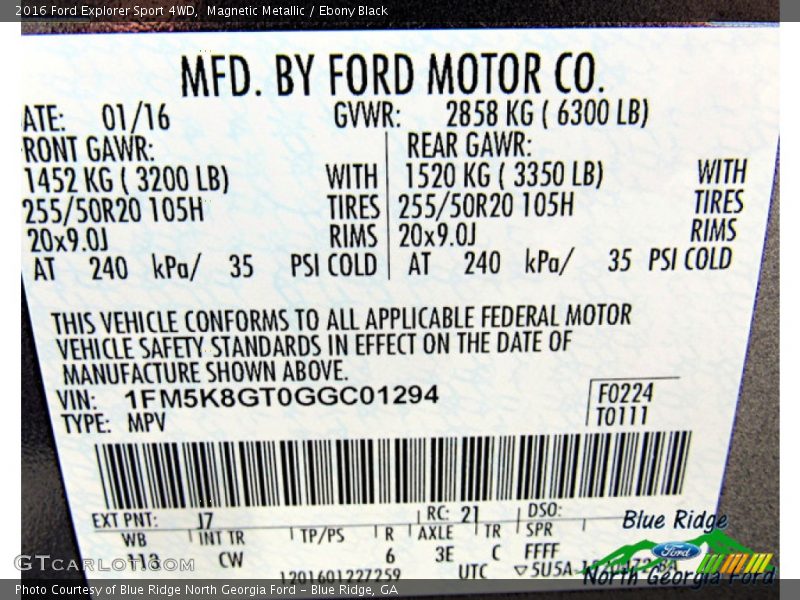 2016 Ford Explorer Sport 4WD,  Magnetic Metallic / Ebony Black
MFD. BY FORD MOTOR CO.
ATE: 01/16 GVWR: 2858 KG ( 6300 LB)
RONT GAWR: REAR GAWR:
1452 KG ( 3200 LB) WITH 1520 KG ( 3350 LB) WITH
255/50R20 105H TIRES 255/50R20 105H TIRES
20x9.0J RIMS 20x9.0J RIMS
AT 240 kPa/ 35 PSI COLD AT 240 kPa/ 35 PSI COLD
THIS VEHICLE CONFORMS TO ALL APPLICABLE FEDERAL MOTOR
VEHICLE SAFETY STANDARDS IN EFFECT ON THE DATE OF
MANUFACTURE SHOWN ABOVE.
VIN: 1FM5K8GT0GGC01294 F0224
TYPE: MPV T0111
EXT PNT: J7 RC: 21 DSO:
WB INT TR TP/PS R AXLE TR SPR
113 CW 6 3E C FFFF
1201601227259 UTC
Blue Ridge
Ford
North Georgia Ford
GTCarlot.com
Photo Courtesy of Blue Ridge North Georgia Ford - Blue Ridge, GA